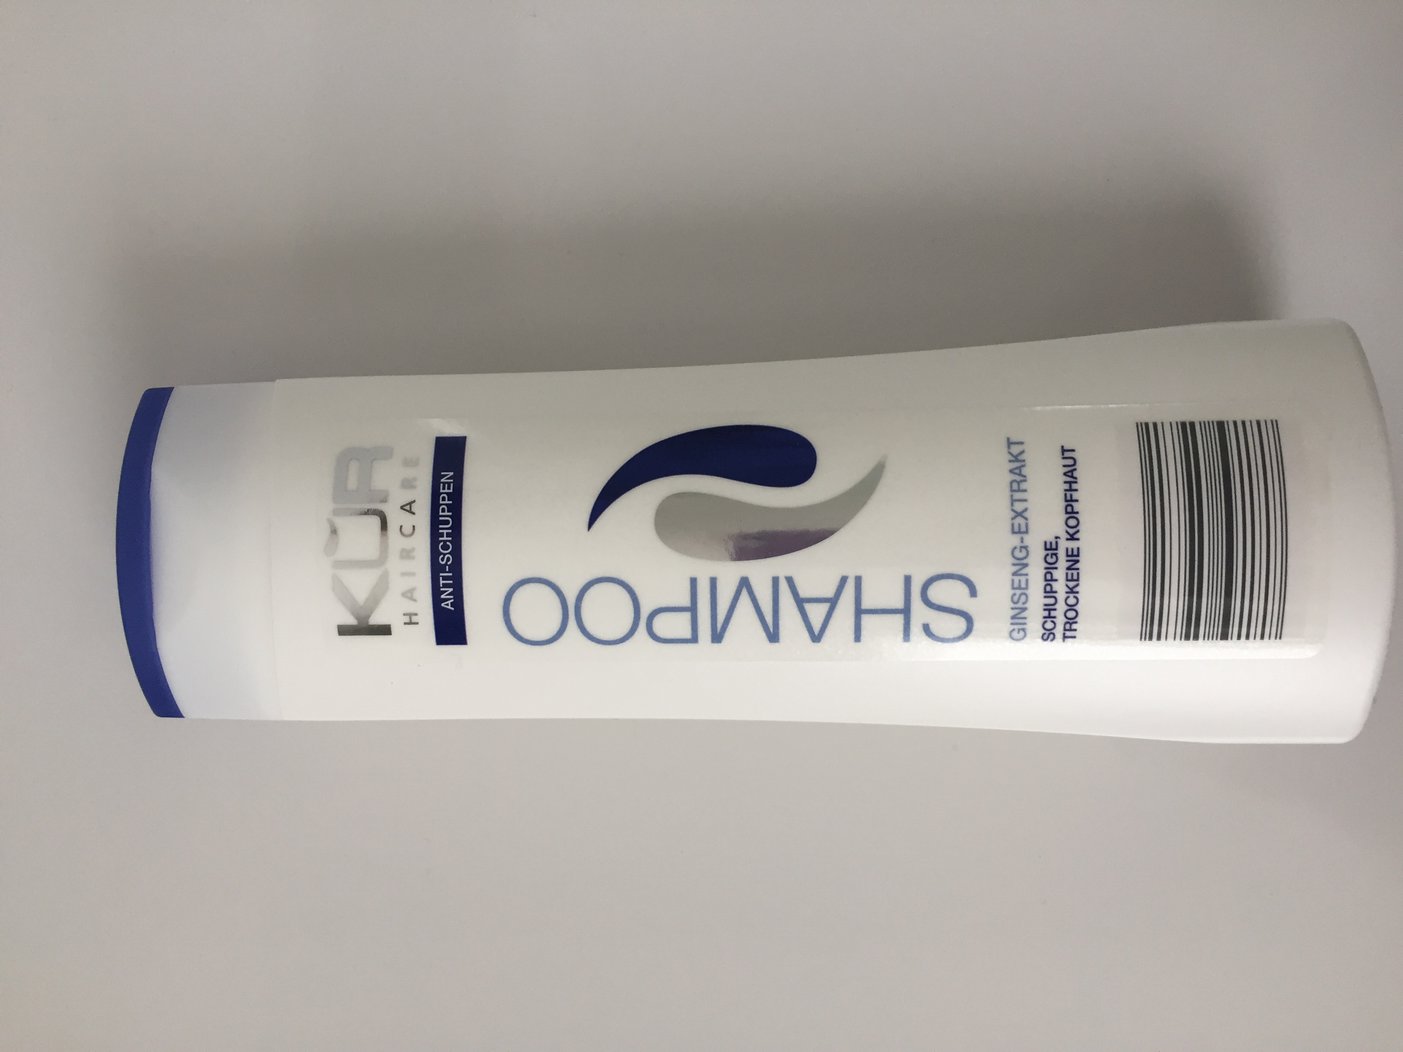 KÜR
HAIRCARE
ANTI-SCHUPPEN
SHAMPOO
GINSENG-EXTRAKT
SCHUPPIGE,
TROCKENE KOPFHAUT